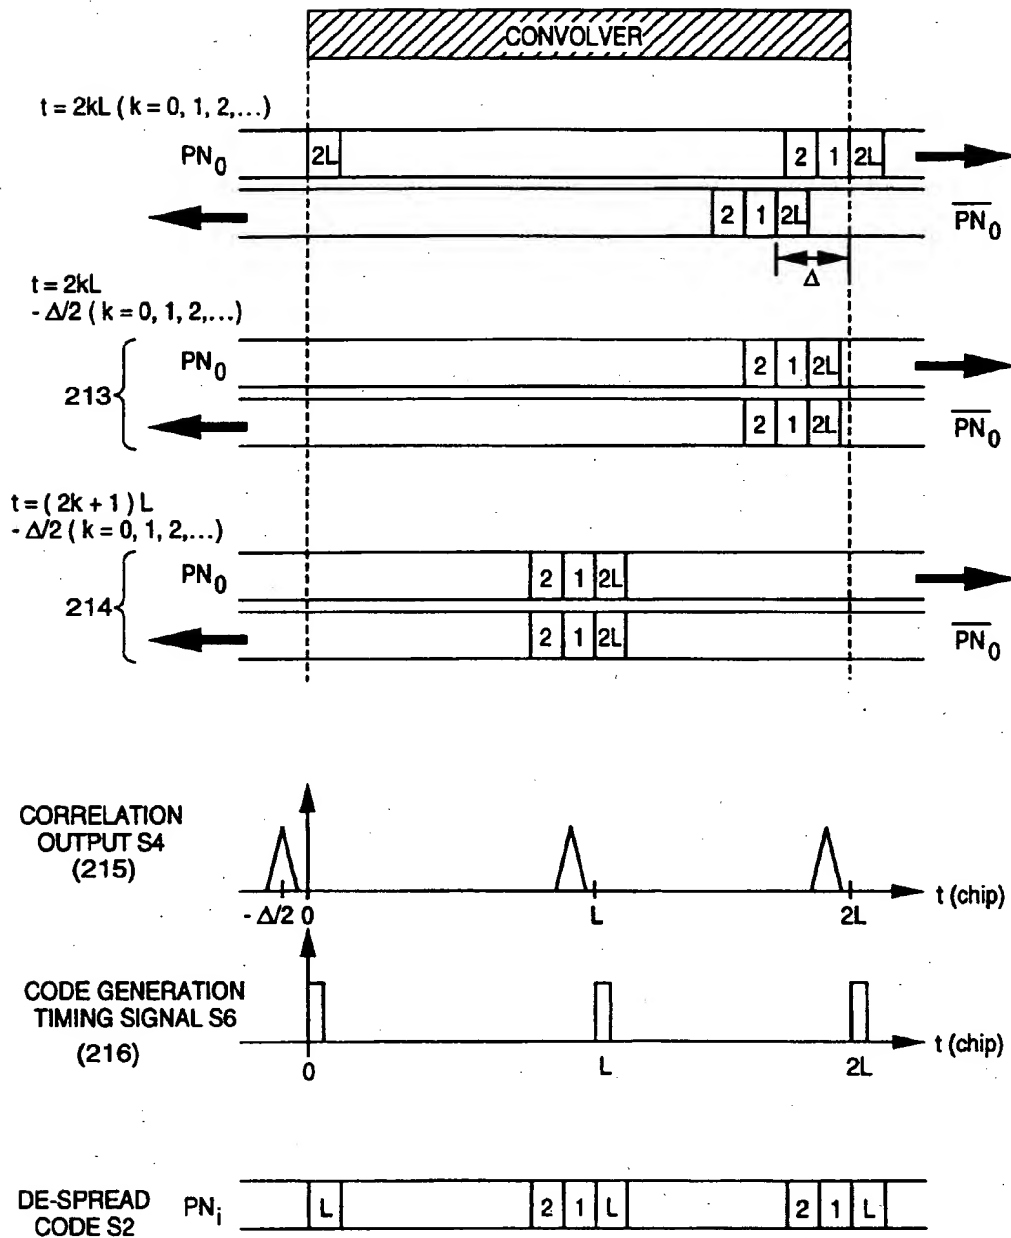 CONVOLVER
t = 2kL ( k = 0, 1, 2,...)
PN0 2L 2 1 2L
2 1 2L P̅N̅0
Δ
t = 2kL
- Δ/2 ( k = 0, 1, 2,...)
PN0 2 1 2L
213
2 1 2L P̅N̅0
t = ( 2k + 1 ) L
- Δ/2 ( k = 0, 1, 2,...)
PN0 2 1 2L
214
2 1 2L P̅N̅0
CORRELATION
OUTPUT S4
(215)
t (chip)
- Δ/2 0 L 2L
CODE GENERATION
TIMING SIGNAL S6
(216)
t (chip)
0 L 2L
DE-SPREAD
CODE S2
PNi L 2 1 L 2 1 L